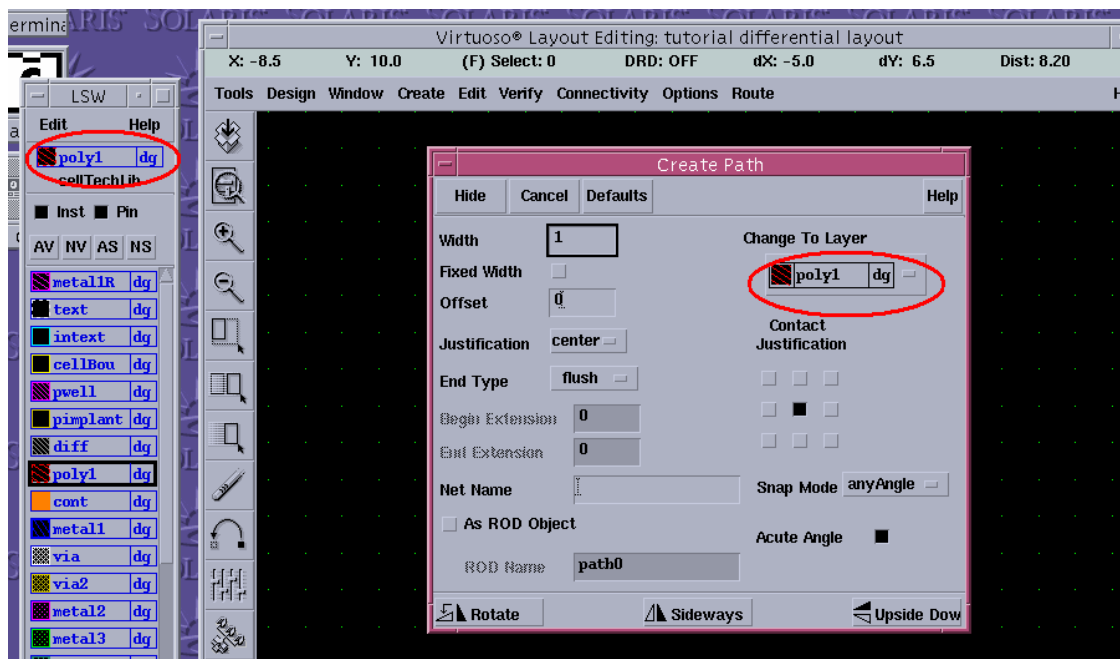 ermina
SOLARIS
Virtuoso® Layout Editing: tutorial differential layout
X: -8.5 Y: 10.0 (F) Select: 0 DRD: OFF dX: -5.0 dY: 6.5 Dist: 8.20
Tools Design Window Create Edit Verify Connectivity Options Route H
LSW
Edit Help
poly1 dg
cellTechLib
Inst Pin
AV NV AS NS
metal1R dg
text dg
intext dg
cellBou dg
pwell dg
pimplant dg
diff dg
poly1 dg
cont dg
metal1 dg
via dg
via2 dg
metal2 dg
metal3 dg
Create Path
Hide Cancel Defaults Help
Width 1
Fixed Width
Offset 0
Justification center
End Type flush
Begin Extension 0
End Extension 0
Net Name
As ROD Object
ROD Name path0
Change To Layer
poly1 dg
Contact
Justification
Snap Mode anyAngle
Acute Angle
Rotate Sideways Upside Dow